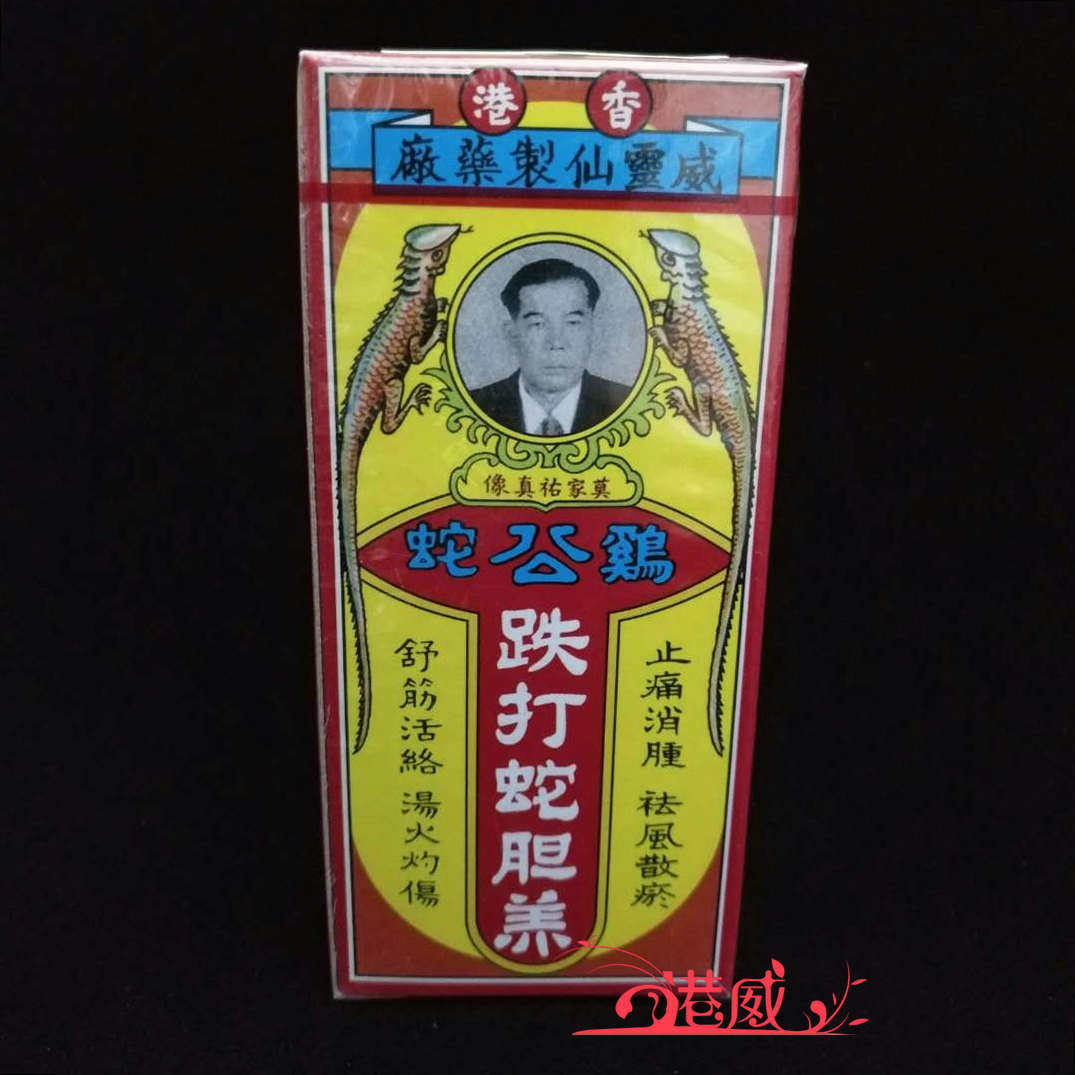 香港
威靈仙製藥廠
莫家祐真像
鷄公蛇
跌打蛇胆羔
止痛消腫 祛風散瘀
舒筋活絡 湯火灼傷
港威